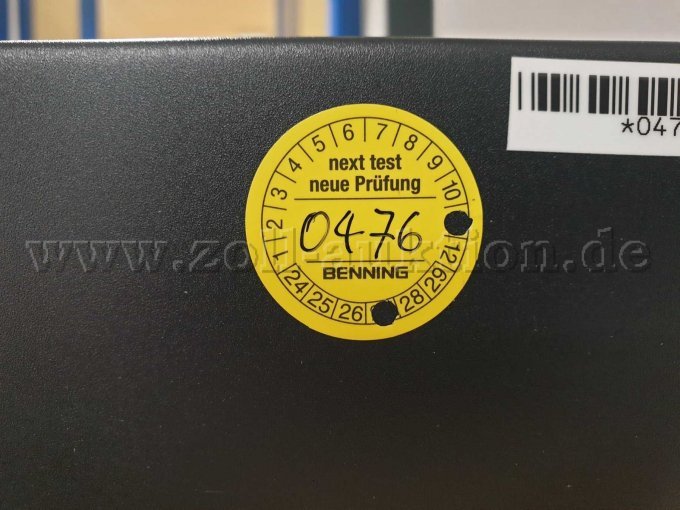 *047
1 2 3 4 5 6 7 8 9 10 12
next test
neue Prüfung
0476
BENNING
24 25 26 28 29
www.zoll-auktion.de